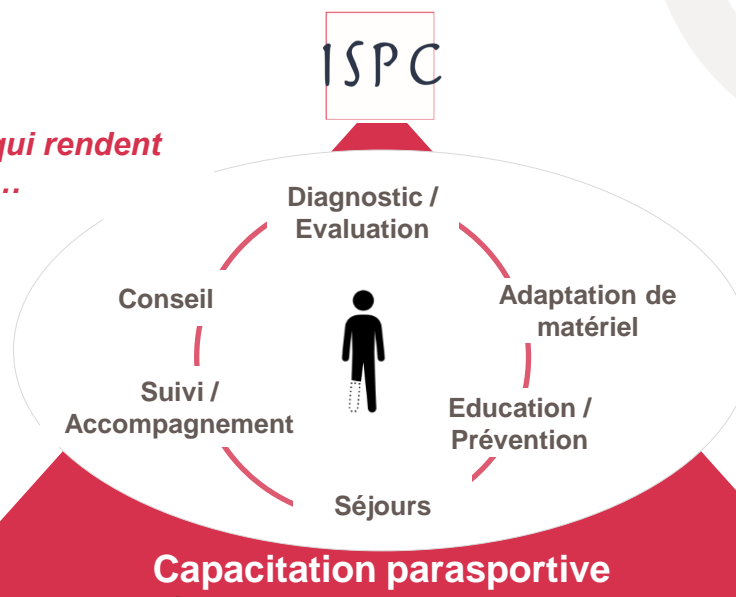 ISPC
qui rendent
…
Diagnostic /
Evaluation
Conseil
Adaptation de
matériel
Suivi /
Accompagnement
Education /
Prévention
Séjours
Capacitation parasportive